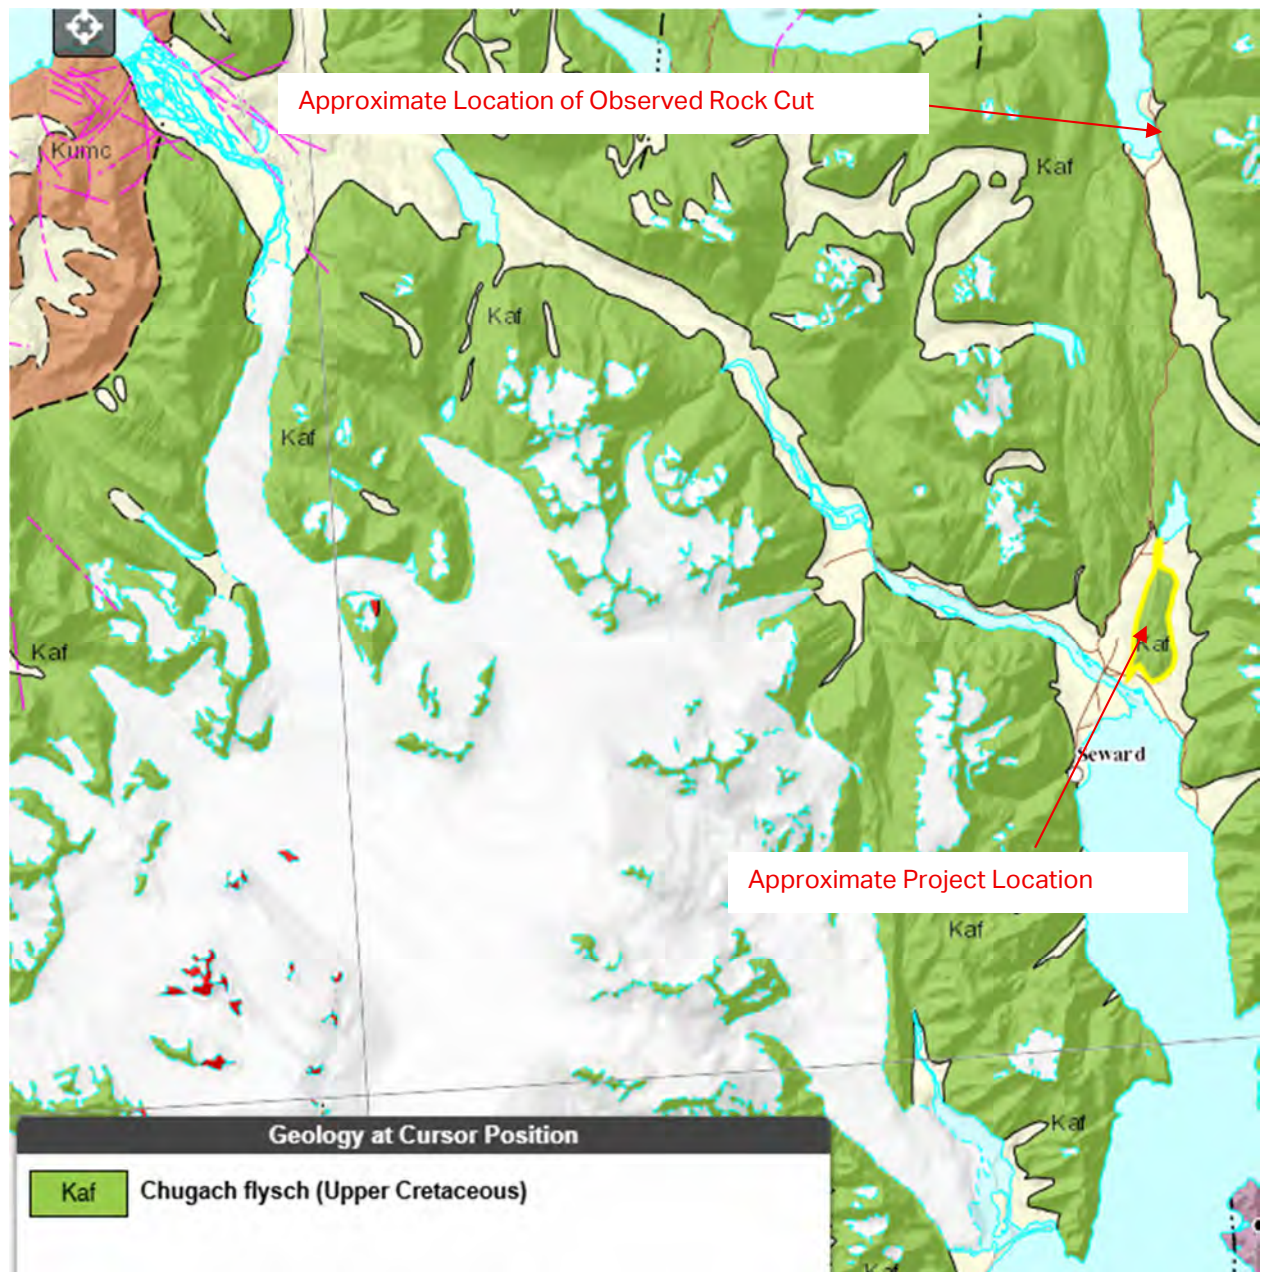 Approximate Location of Observed Rock Cut
Kumc
Kaf
Kaf
Kaf
Kaf
Kaf
Seward
Approximate Project Location
Kaf
Kaf
Geology at Cursor Position
Kaf
Chugach flysch (Upper Cretaceous)
Kaf